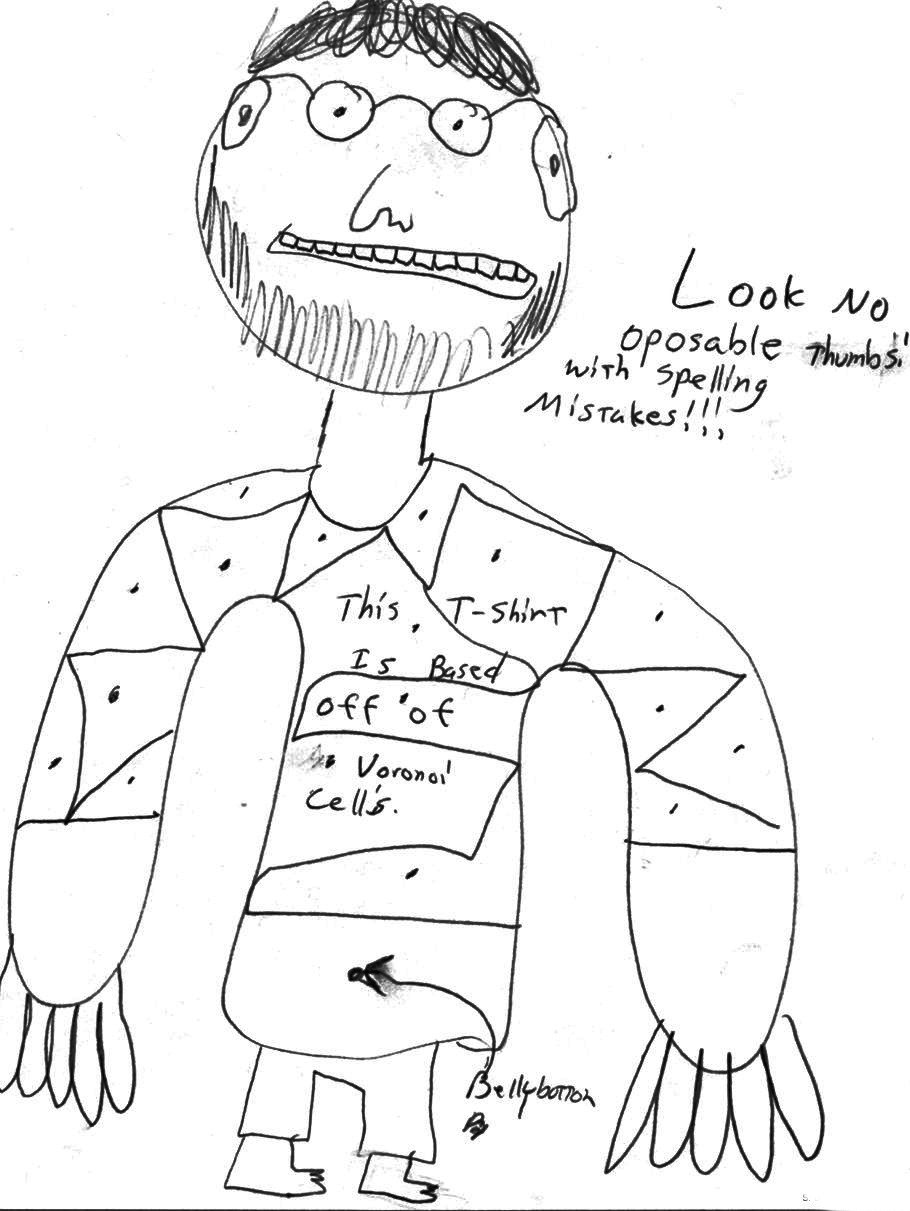 Look No
oposable Thumbs!!
with spelling
Mistakes!!!
This T-Shirt
Is Based
off of
Voronoi
Cell's.
Bellybotton